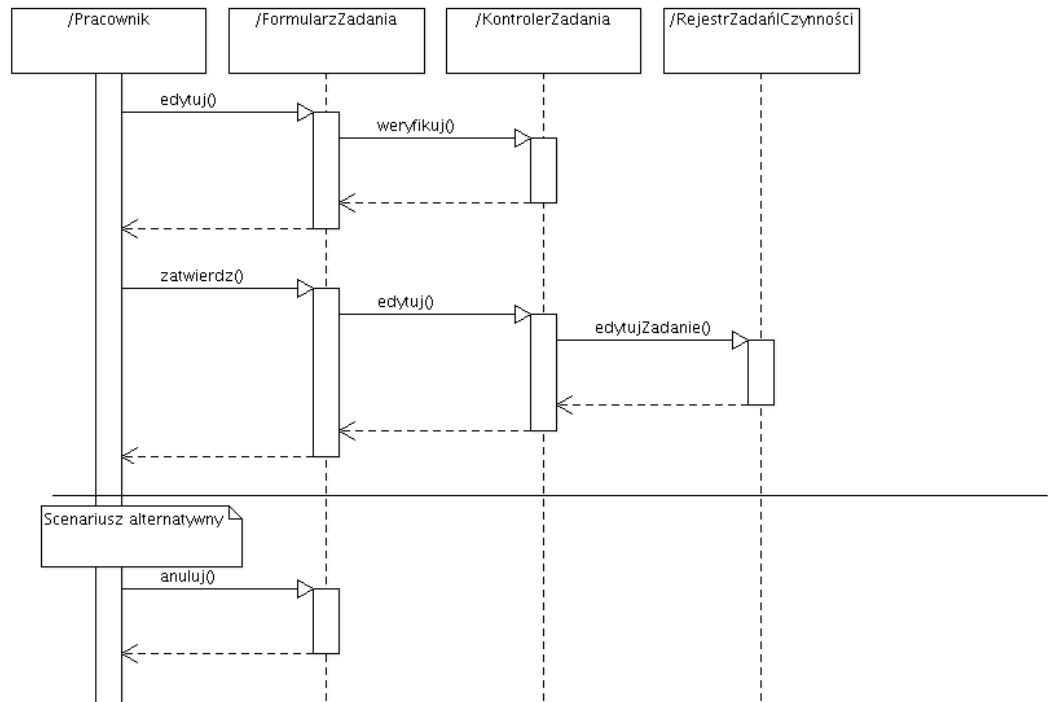 /Pracownik
/FormularzZadania
/KontrolerZadania
/RejestrZadańICzynności
edytuj()
weryfikuj()
zatwierdz()
edytuj()
edytujZadanie()
Scenariusz alternatywny
anuluj()